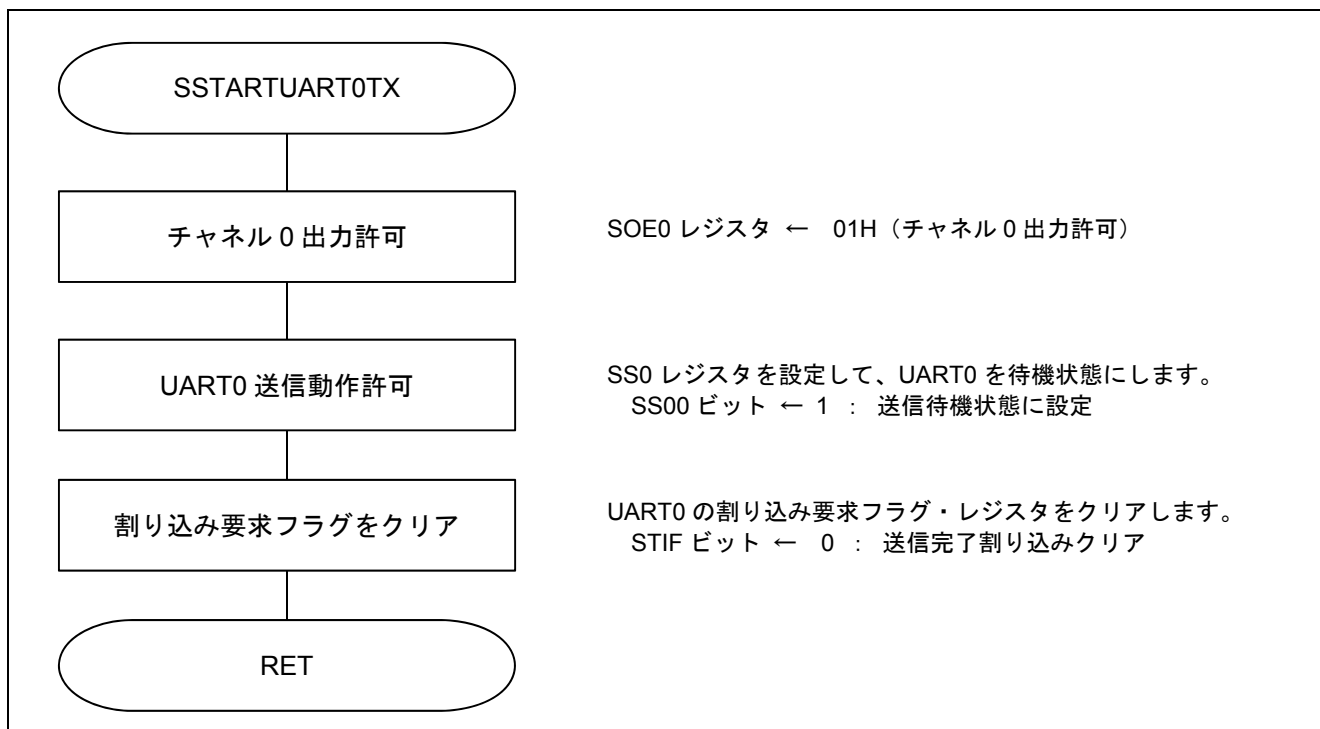 SSTARTUART0TX
チャネル 0 出力許可
SOE0 レジスタ ← 01H（チャネル 0 出力許可）
UART0 送信動作許可
SS0 レジスタを設定して、UART0 を待機状態にします。
SS00 ビット ← 1 ： 送信待機状態に設定
割り込み要求フラグをクリア
UART0 の割り込み要求フラグ・レジスタをクリアします。
STIF ビット ← 0 ： 送信完了割り込みクリア
RET